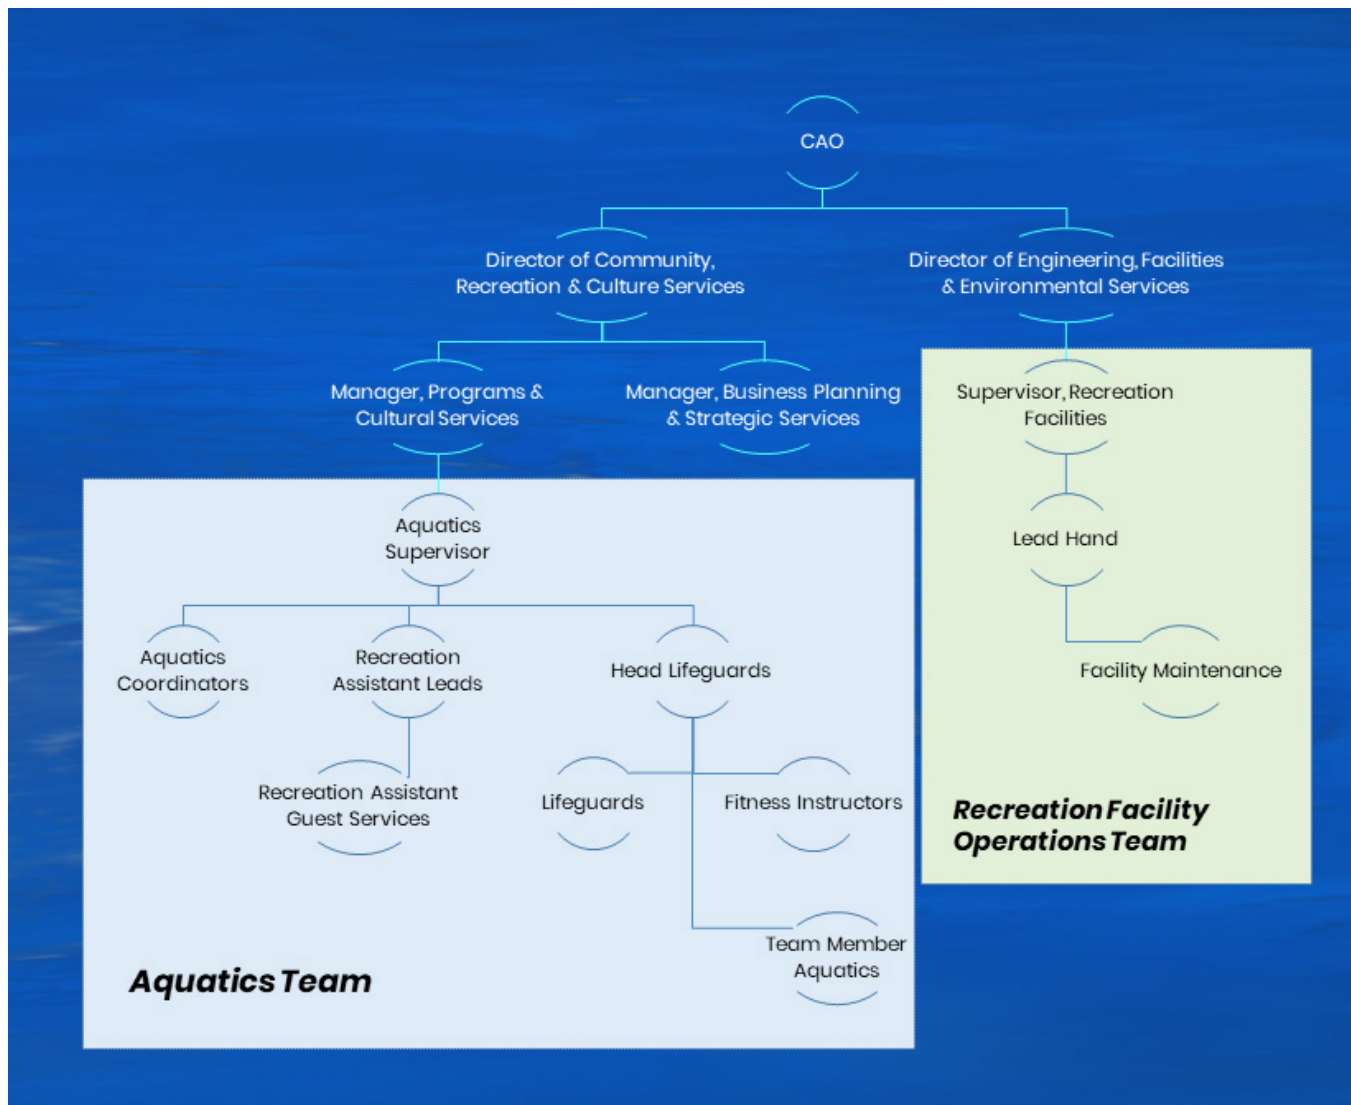 CAO
Director of Community,
Recreation & Culture Services
Director of Engineering, Facilities
& Environmental Services
Manager, Programs &
Cultural Services
Manager, Business Planning
& Strategic Services
Supervisor, Recreation
Facilities
Aquatics
Supervisor
Lead Hand
Aquatics
Coordinators
Recreation
Assistant Leads
Head Lifeguards
Facility Maintenance
Recreation Assistant
Guest Services
Lifeguards
Fitness Instructors
Recreation Facility
Operations Team
Team Member
Aquatics
Aquatics Team